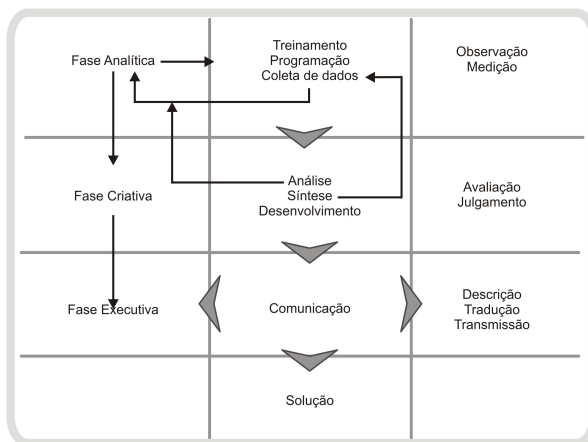 Fase Analítica
Treinamento
Programação
Coleta de dados
Observação
Medição
Fase Criativa
Análise
Síntese
Desenvolvimento
Avaliação
Julgamento
Fase Executiva
Comunicação
Descrição
Tradução
Transmissão
Solução